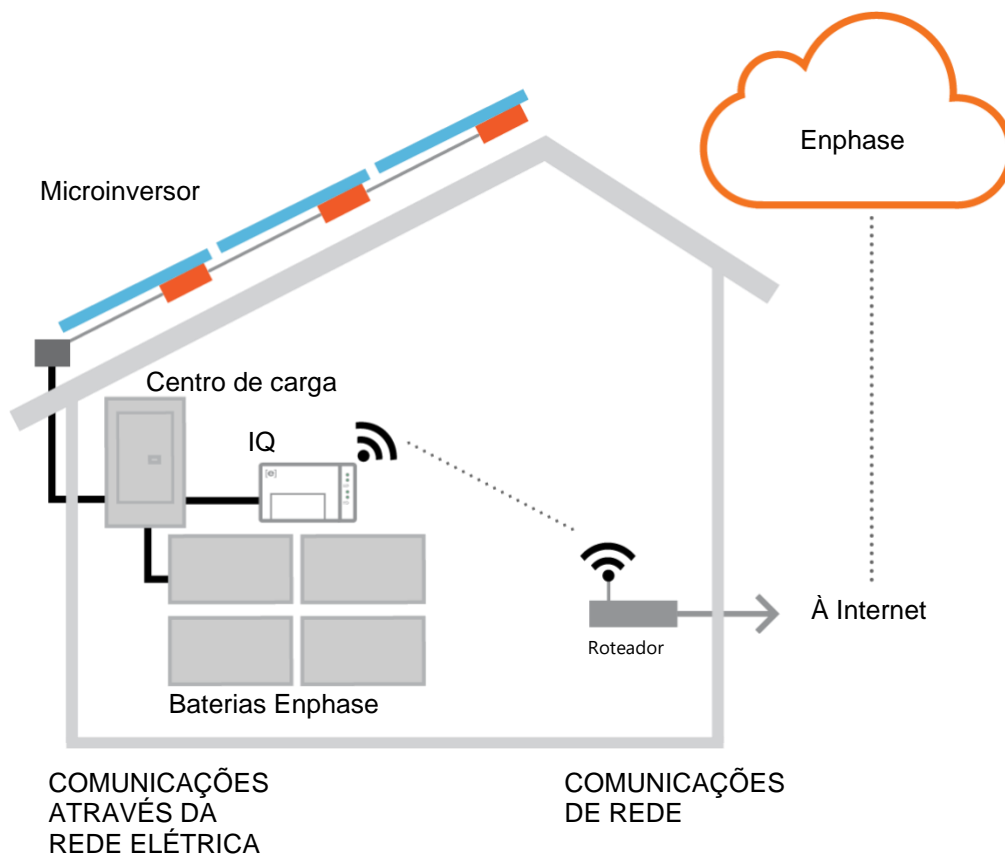 Enphase
Microinversor
Centro de carga
IQ
[e]
À Internet
Roteador
Baterias Enphase
COMUNICAÇÕES
ATRAVÉS DA
REDE ELÉTRICA
COMUNICAÇÕES
DE REDE